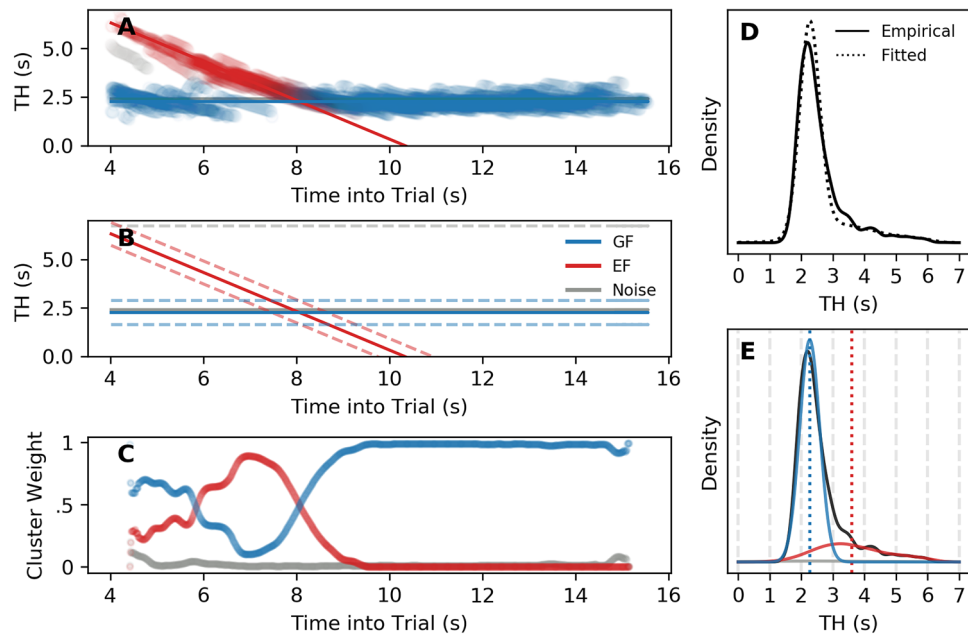 A
TH (s)
5.0
2.5
0.0
4 6 8 10 12 14 16
Time into Trial (s)
B
TH (s)
5.0
2.5
0.0
GF
EF
Noise
4 6 8 10 12 14 16
Time into Trial (s)
C
Cluster Weight
1
.5
0
4 6 8 10 12 14 16
Time into Trial (s)
D
Empirical
Fitted
Density
0 1 2 3 4 5 6 7
TH (s)
E
Density
0 1 2 3 4 5 6 7
TH (s)